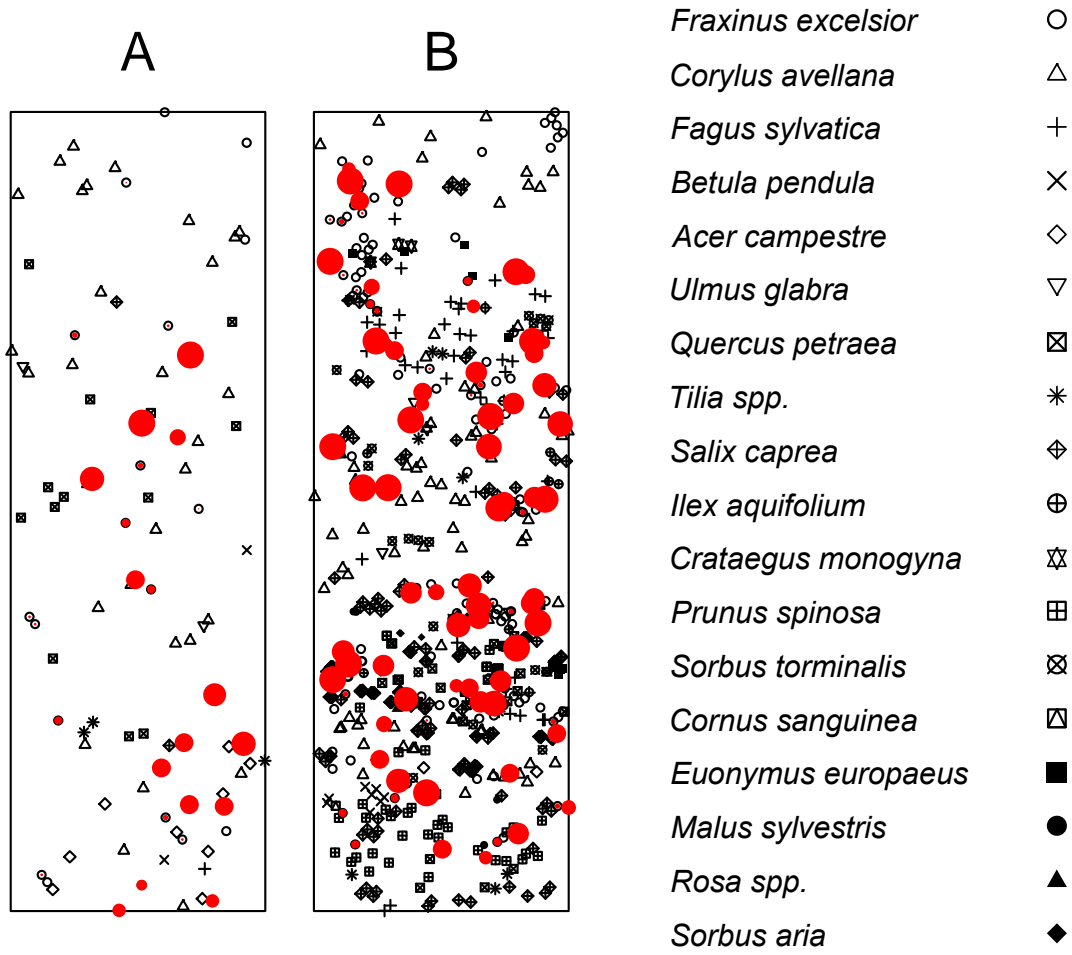 A B
Fraxinus excelsior
Corylus avellana
Fagus sylvatica
Betula pendula
Acer campestre
Ulmus glabra
Quercus petraea
Tilia spp.
Salix caprea
Ilex aquifolium
Crataegus monogyna
Prunus spinosa
Sorbus torminalis
Cornus sanguinea
Euonymus europaeus
Malus sylvestris
Rosa spp.
Sorbus aria